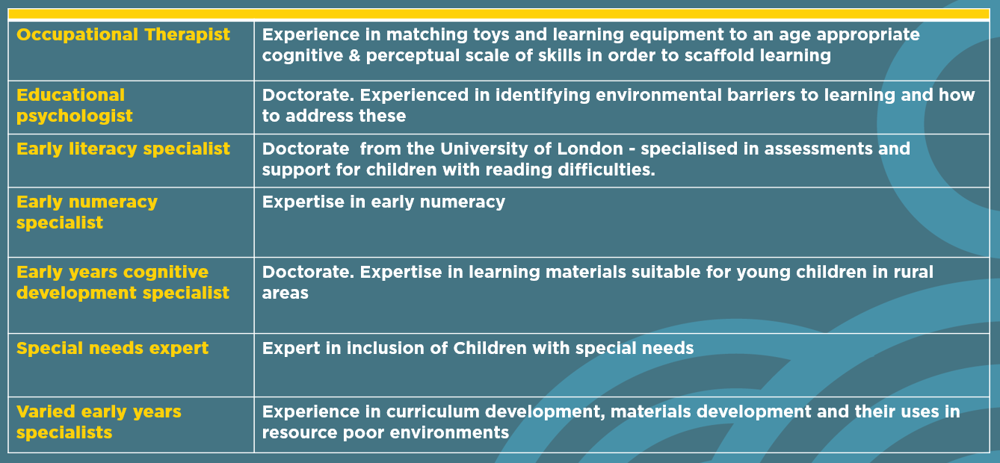 Occupational Therapist
Experience in matching toys and learning equipment to an age appropriate
cognitive & perceptual scale of skills in order to scaffold learning
Educational
psychologist
Doctorate. Experienced in identifying environmental barriers to learning and how
to address these
Early literacy specialist
Doctorate  from the University of London - specialised in assessments and
support for children with reading difficulties.
Early numeracy
specialist
Expertise in early numeracy
Early years cognitive
development specialist
Doctorate. Expertise in learning materials suitable for young children in rural
areas
Special needs expert
Expert in inclusion of Children with special needs
Varied early years
specialists
Experience in curriculum development, materials development and their uses in
resource poor environments